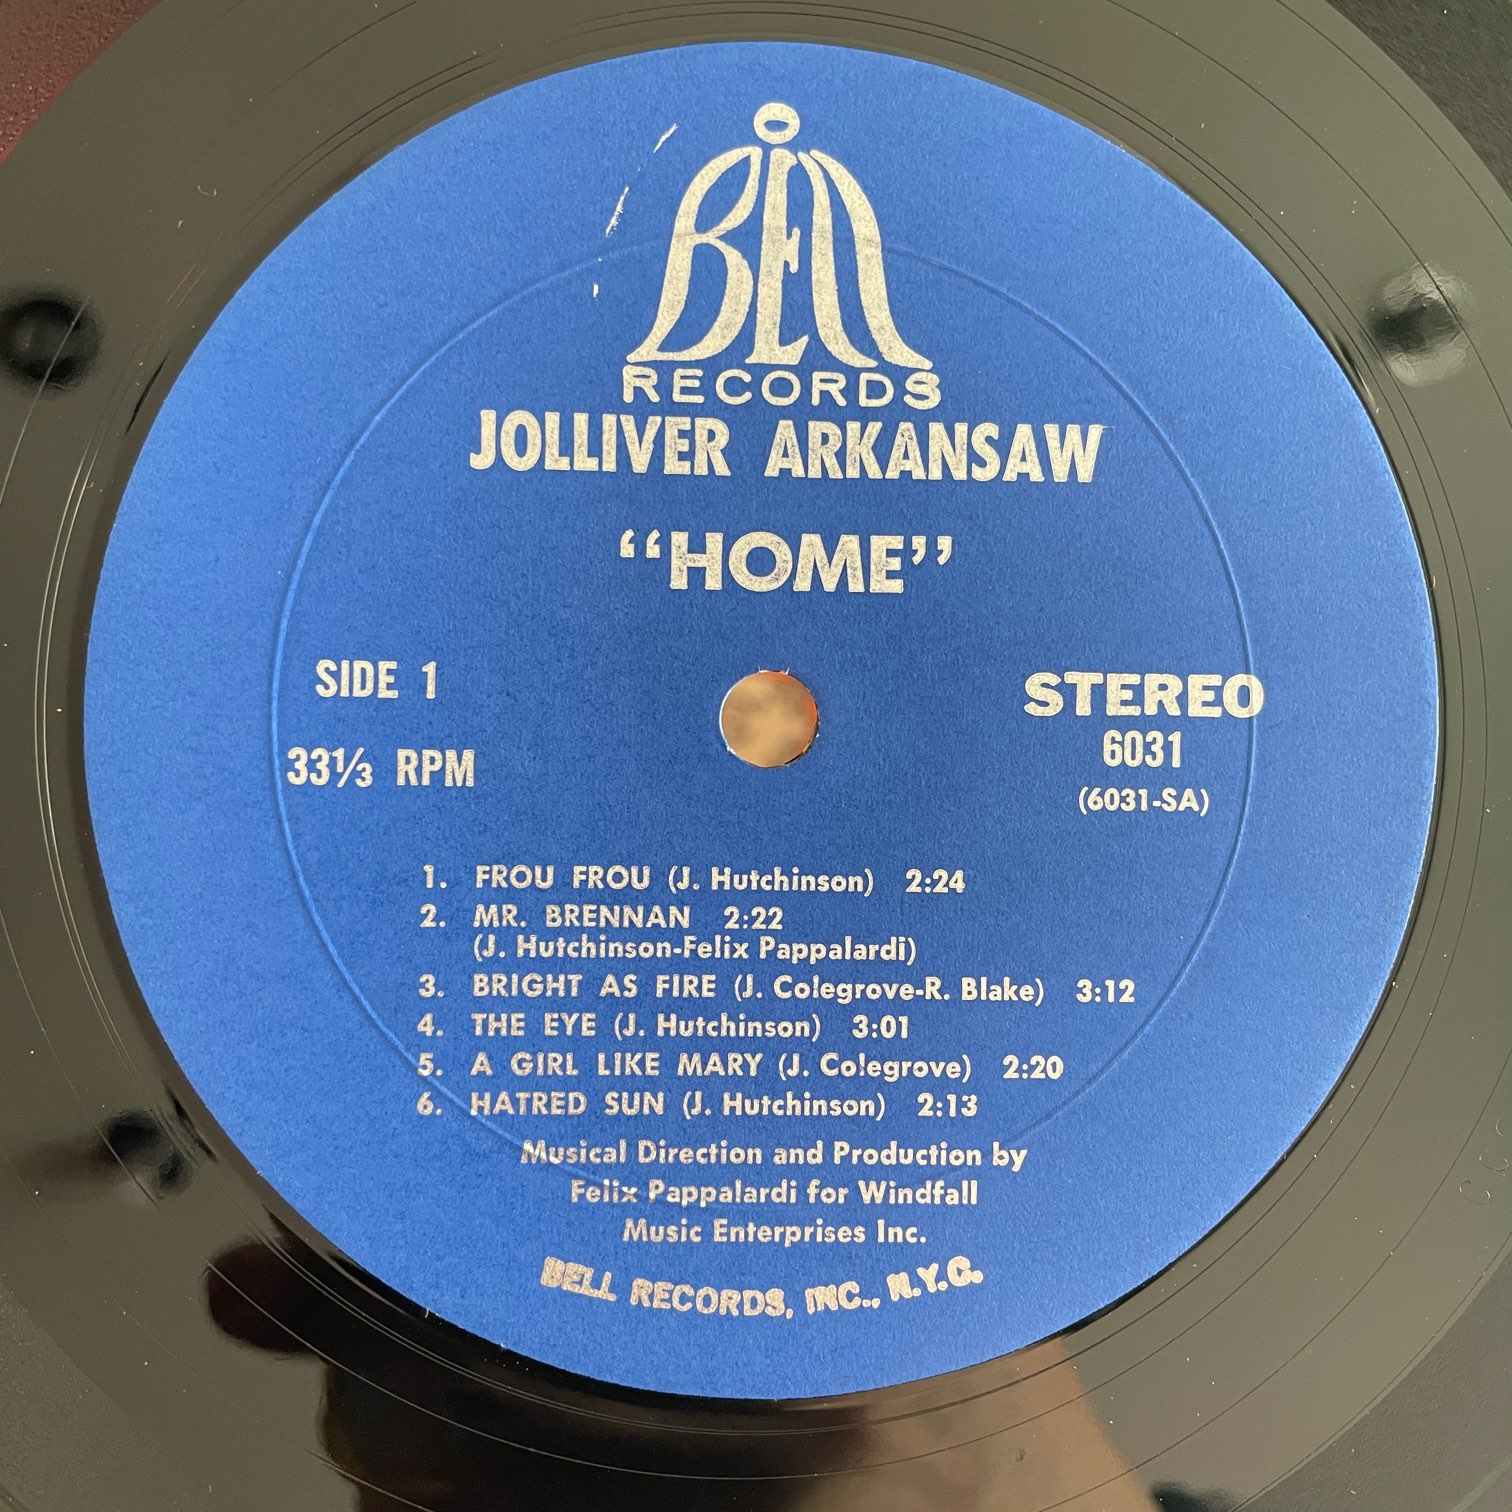 BELL
RECORDS
JOLLIVER ARKANSAW
“HOME”
SIDE 1
33⅓ RPM
STEREO
6031
(6031-SA)
1. FROU FROU (J. Hutchinson) 2:24
2. MR. BRENNAN 2:22
(J. Hutchinson-Felix Pappalardi)
3. BRIGHT AS FIRE (J. Colegrove-R. Blake) 3:12
4. THE EYE (J. Hutchinson) 3:01
5. A GIRL LIKE MARY (J. Colegrove) 2:20
6. HATRED SUN (J. Hutchinson) 2:13
Musical Direction and Production by
Felix Pappalardi for Windfall
Music Enterprises Inc.
BELL RECORDS, INC., N.Y.C.